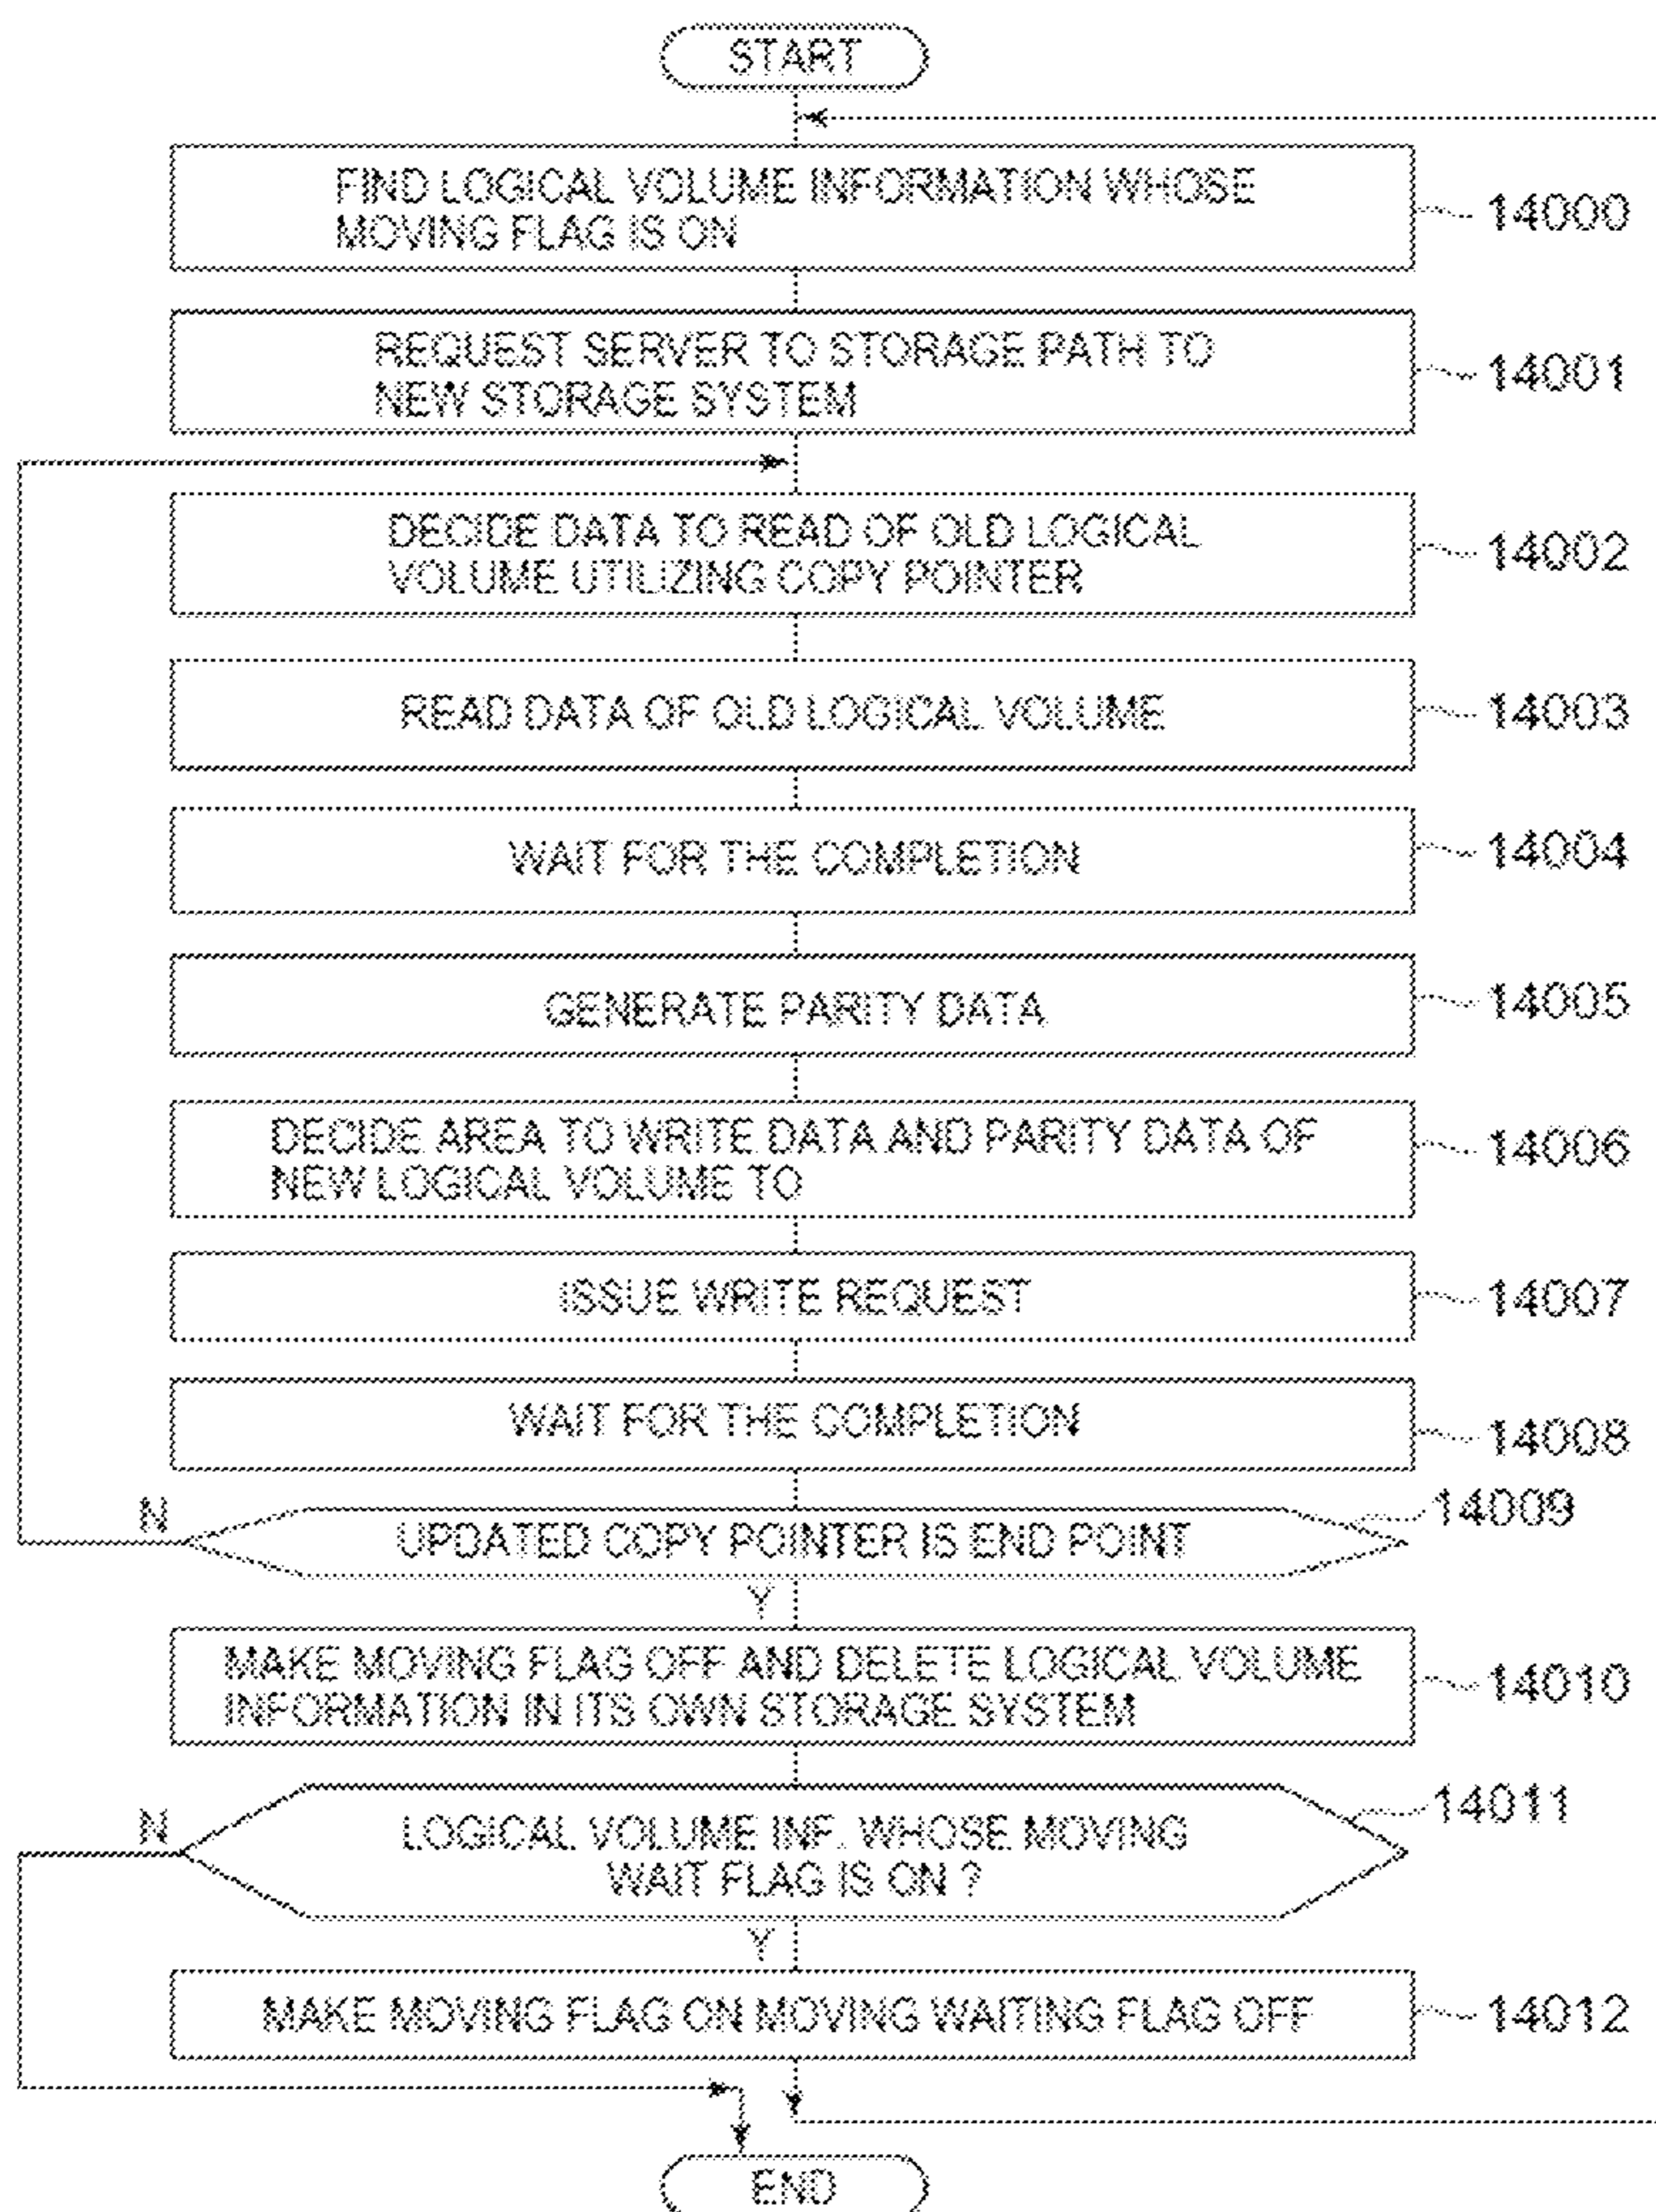 START
FIND LOGICAL VOLUME INFORMATION WHOSE
MOVING FLAG IS ON
14000
REQUEST SERVER TO STORAGE PATH TO
NEW STORAGE SYSTEM
14001
DECIDE DATA TO READ OF OLD LOGICAL
VOLUME UTILIZING COPY POINTER
14002
READ DATA OF OLD LOGICAL VOLUME
14003
WAIT FOR THE COMPLETION
14004
GENERATE PARITY DATA
14005
DECIDE AREA TO WRITE DATA AND PARITY DATA OF
NEW LOGICAL VOLUME TO
14006
ISSUE WRITE REQUEST
14007
WAIT FOR THE COMPLETION
14008
N
UPDATED COPY POINTER IS END POINT
14009
Y
MAKE MOVING FLAG OFF AND DELETE LOGICAL VOLUME
INFORMATION IN ITS OWN STORAGE SYSTEM
14010
N
LOGICAL VOLUME INF. WHOSE MOVING
WAIT FLAG IS ON ?
14011
Y
MAKE MOVING FLAG ON MOVING WAITING FLAG OFF
14012
END